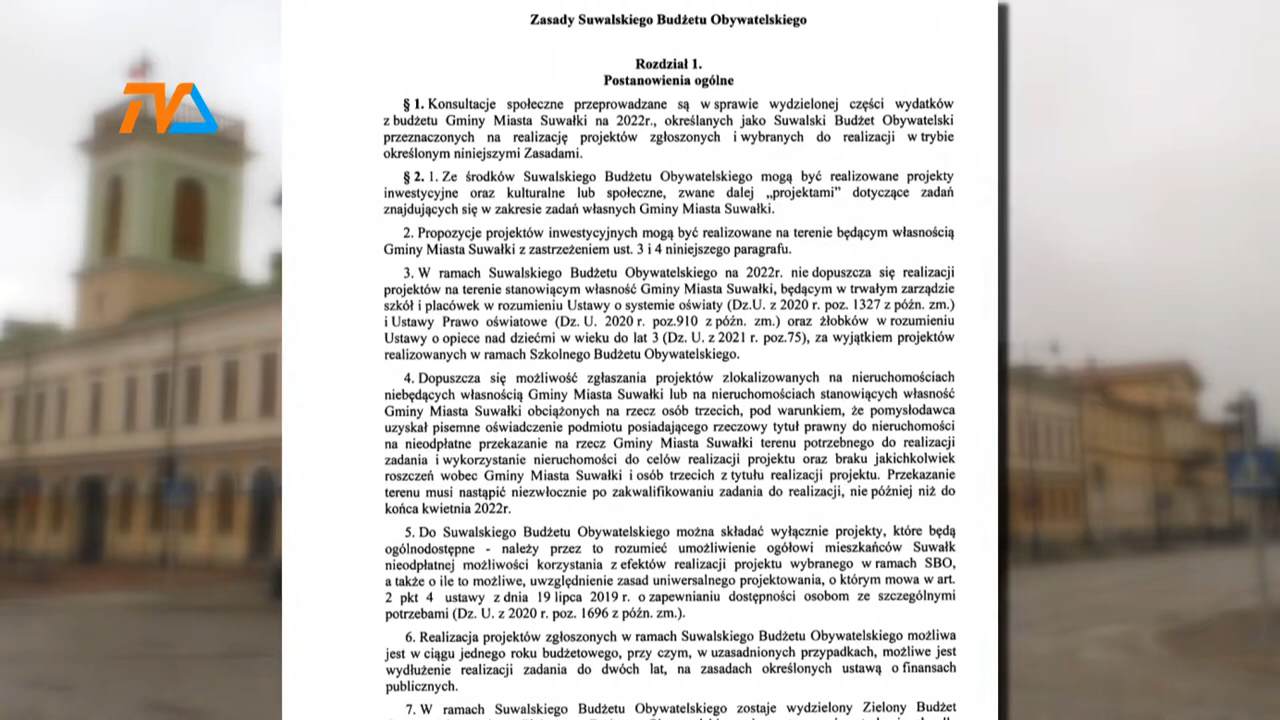 TVA
Zasady Suwalskiego Budżetu Obywatelskiego
Rozdział 1.
Postanowienia ogólne
§ 1. Konsultacje społeczne przeprowadzane są w sprawie wydzielonej części wydatków
z budżetu Gminy Miasta Suwałki na 2022r., określanych jako Suwalski Budżet Obywatelski
przeznaczonych na realizację projektów zgłoszonych i wybranych do realizacji w trybie
określonym niniejszymi Zasadami.
§ 2. 1. Ze środków Suwalskiego Budżetu Obywatelskiego mogą być realizowane projekty
inwestycyjne oraz kulturalne lub społeczne, zwane dalej „projektami” dotyczące zadań
znajdujących się w zakresie zadań własnych Gminy Miasta Suwałki.
2. Propozycje projektów inwestycyjnych mogą być realizowane na terenie będącym własnością
Gminy Miasta Suwałki z zastrzeżeniem ust. 3 i 4 niniejszego paragrafu.
3. W ramach Suwalskiego Budżetu Obywatelskiego na 2022r. nie dopuszcza się realizacji
projektów na terenie stanowiącym własność Gminy Miasta Suwałki, będącym w trwałym zarządzie
szkół i placówek w rozumieniu Ustawy o systemie oświaty (Dz.U. z 2020 r. poz. 1327 z późn. zm.)
i Ustawy Prawo oświatowe (Dz. U. 2020 r. poz.910 z późn. zm.) oraz żłobków w rozumieniu
Ustawy o opiece nad dziećmi w wieku do lat 3 (Dz. U. z 2021 r. poz.75), za wyjątkiem projektów
realizowanych w ramach Szkolnego Budżetu Obywatelskiego.
4. Dopuszcza się możliwość zgłaszania projektów zlokalizowanych na nieruchomościach
niebędących własnością Gminy Miasta Suwałki lub na nieruchomościach stanowiących własność
Gminy Miasta Suwałki obciążonych na rzecz osób trzecich, pod warunkiem, że pomysłodawca
uzyskał pisemne oświadczenie podmiotu posiadającego rzeczowy tytuł prawny do nieruchomości
na nieodpłatne przekazanie na rzecz Gminy Miasta Suwałki terenu potrzebnego do realizacji
zadania i wykorzystanie nieruchomości do celów realizacji projektu oraz braku jakichkolwiek
roszczeń wobec Gminy Miasta Suwałki i osób trzecich z tytułu realizacji projektu. Przekazanie
terenu musi nastąpić niezwłocznie po zakwalifikowaniu zadania do realizacji, nie później niż do
końca kwietnia 2022r.
5. Do Suwalskiego Budżetu Obywatelskiego można składać wyłącznie projekty, które będą
ogólnodostępne - należy przez to rozumieć umożliwienie ogółowi mieszkańców Suwałk
nieodpłatnej możliwości korzystania z efektów realizacji projektu wybranego w ramach SBO,
a także o ile to możliwe, uwzględnienie zasad uniwersalnego projektowania, o którym mowa w art.
2 pkt 4 ustawy z dnia 19 lipca 2019 r. o zapewnianiu dostępności osobom ze szczególnymi
potrzebami (Dz. U. z 2020 r. poz. 1696 z późn. zm.).
6. Realizacja projektów zgłoszonych w ramach Suwalskiego Budżetu Obywatelskiego możliwa
jest w ciągu jednego roku budżetowego, przy czym, w uzasadnionych przypadkach, możliwe jest
wydłużenie realizacji zadania do dwóch lat, na zasadach określonych ustawą o finansach
publicznych.
7. W ramach Suwalskiego Budżetu Obywatelskiego zostaje wydzielony Zielony Budżet